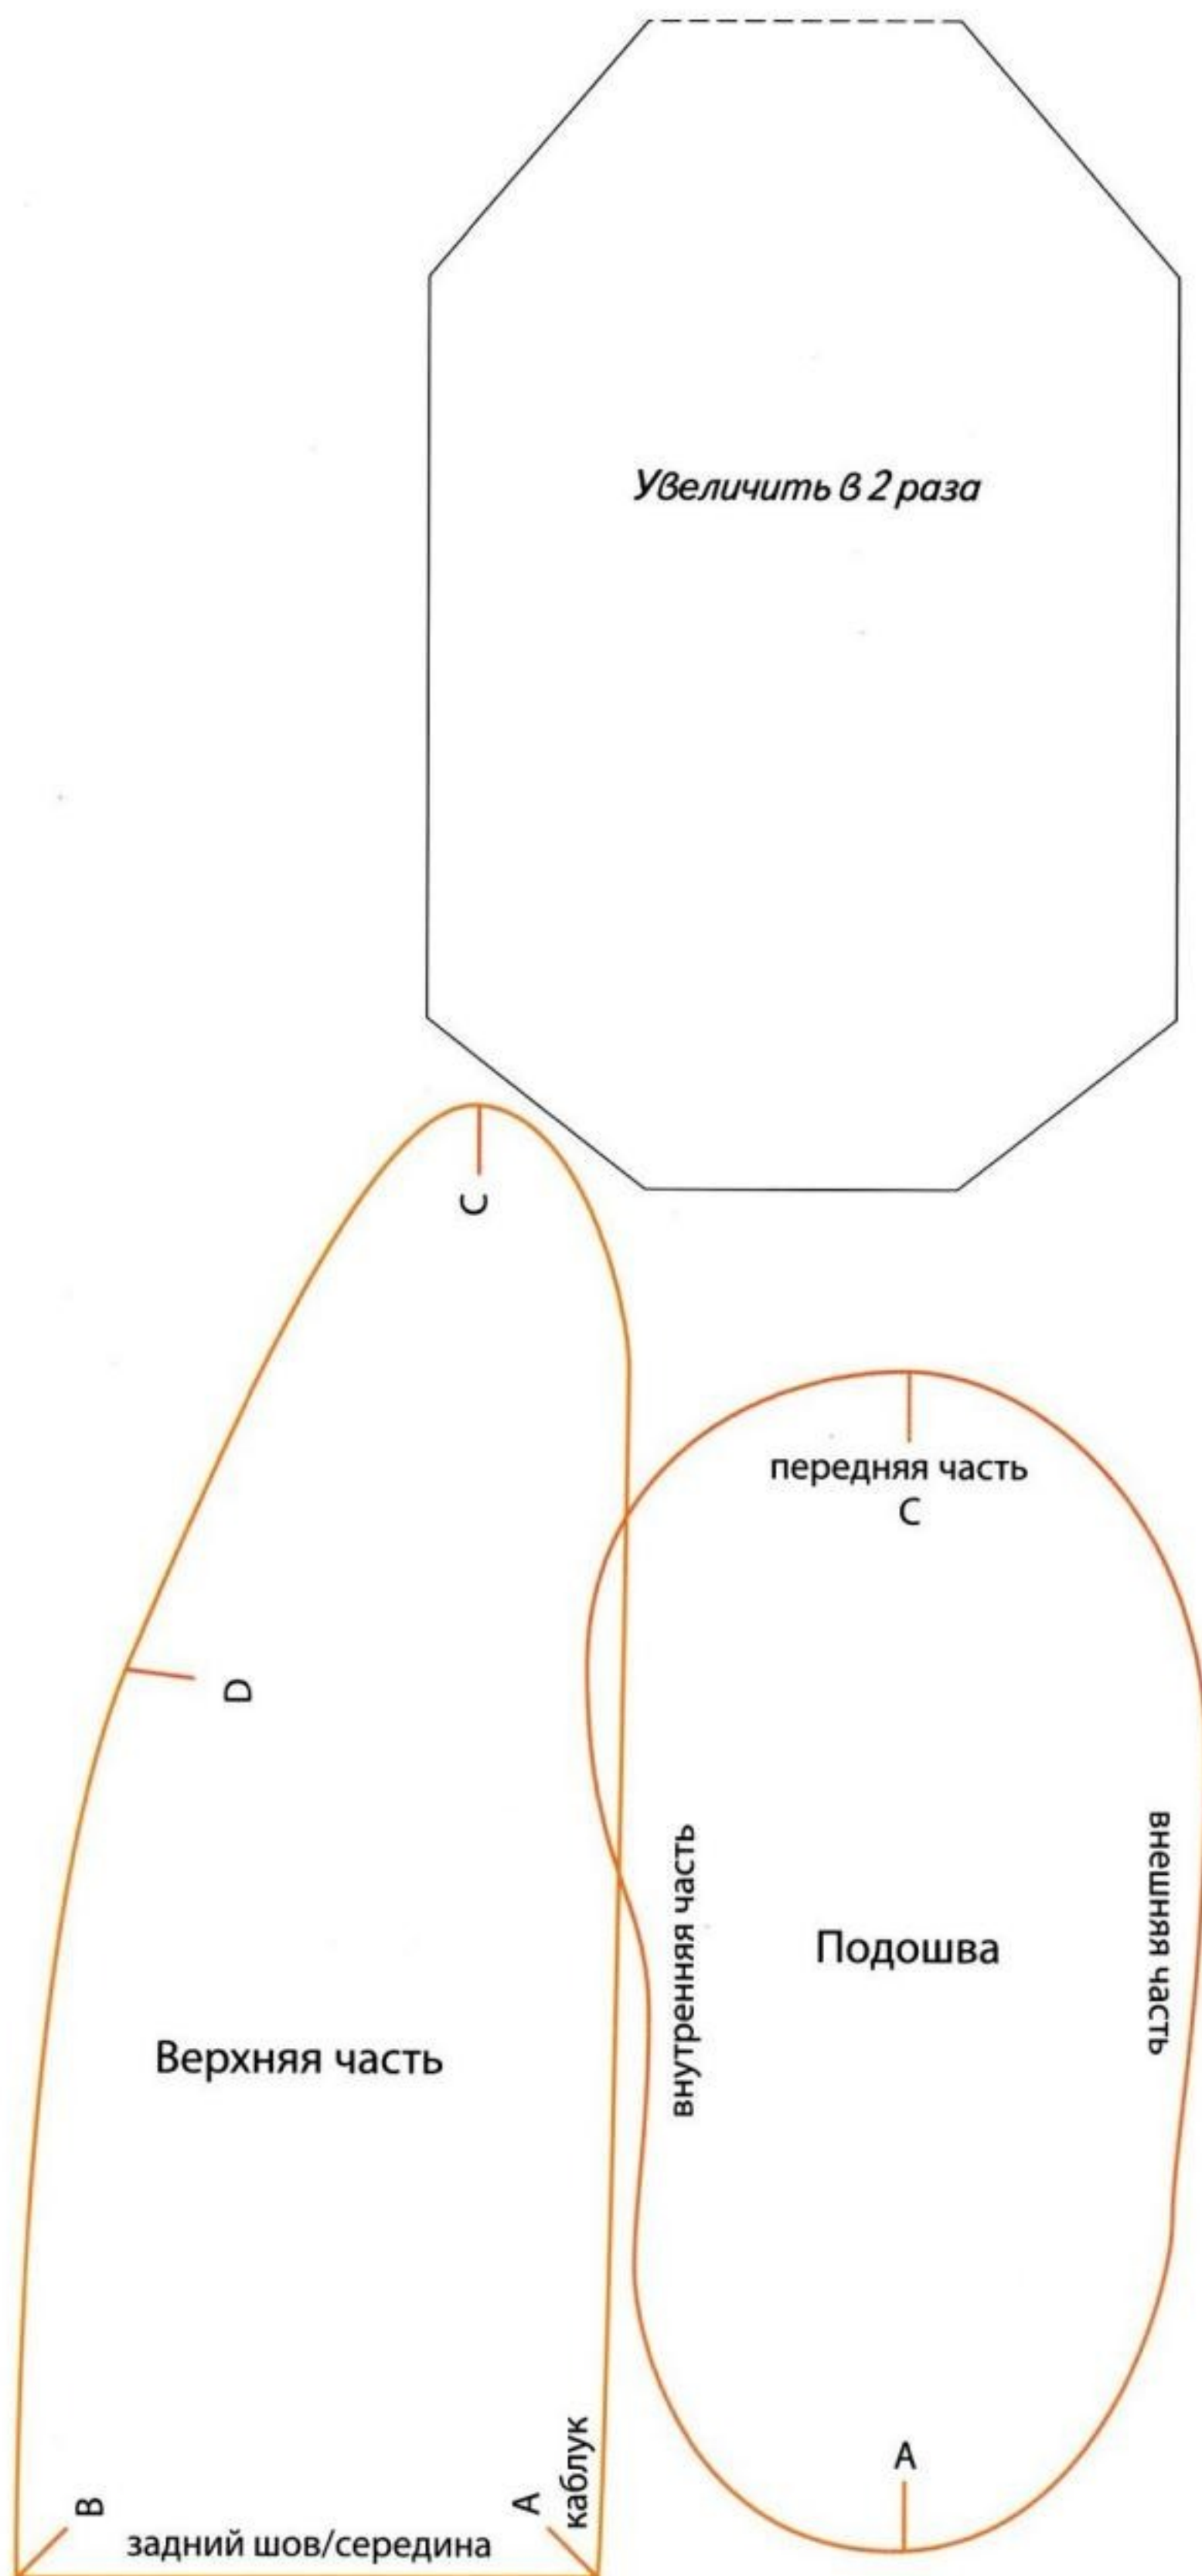 Увеличить в 2 раза
C
передняя часть
C
D
внутренняя часть
внешняя часть
Подошва
Верхняя часть
A
каблук
A
B
задний шов/середина